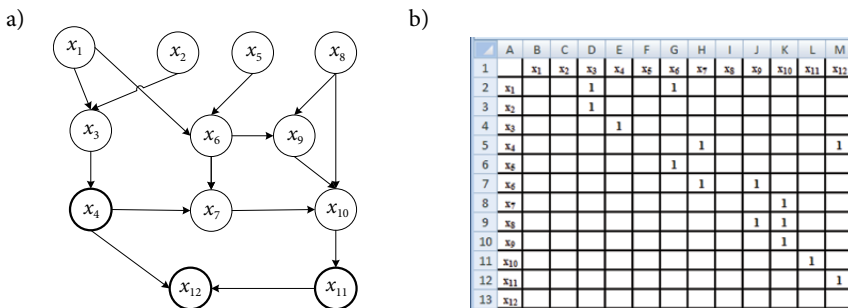 a)
x1 x2 x5 x8
x3 x6 x9
x4 x7 x10
x12 x11
b)
A B C D E F G H I J K L M
1 x1 x2 x3 x4 x5 x6 x7 x8 x9 x10 x11 x12
2 x1 1 1
3 x2 1
4 x3 1
5 x4 1 1
6 x5 1
7 x6 1 1
8 x7 1
9 x8 1 1
10 x9 1
11 x10 1
12 x11 1
13 x12